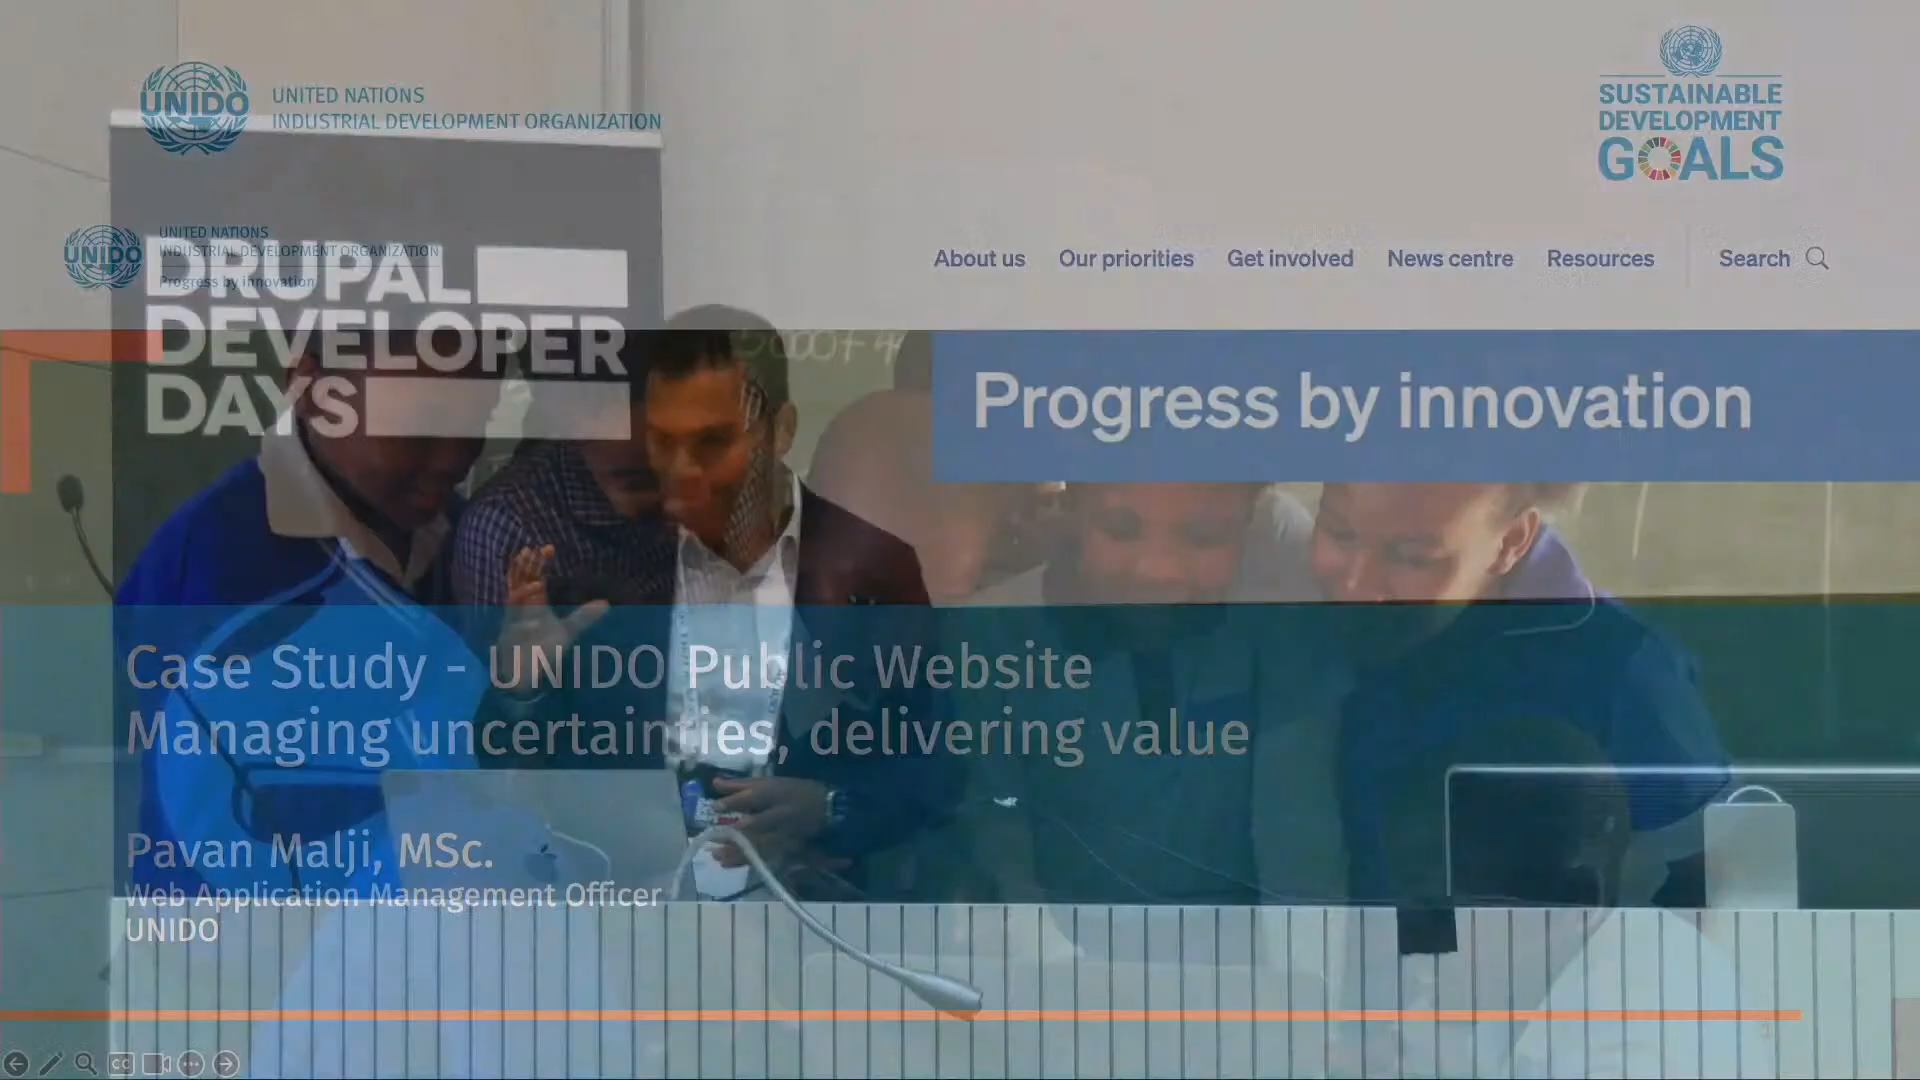 UNIDO
UNITED NATIONS
INDUSTRIAL DEVELOPMENT ORGANIZATION
SUSTAINABLE
DEVELOPMENT
GOALS
UNIDO
UNITED NATIONS
INDUSTRIAL DEVELOPMENT ORGANIZATION
Progress by innovation
About us Our priorities Get involved News centre Resources Search
DRUPAL
DEVELOPER
DAYS
Progress by innovation
Case Study - UNIDO Public Website
Managing uncertainties, delivering value
Pavan Malji, MSc.
Web Application Management Officer
UNIDO
CC